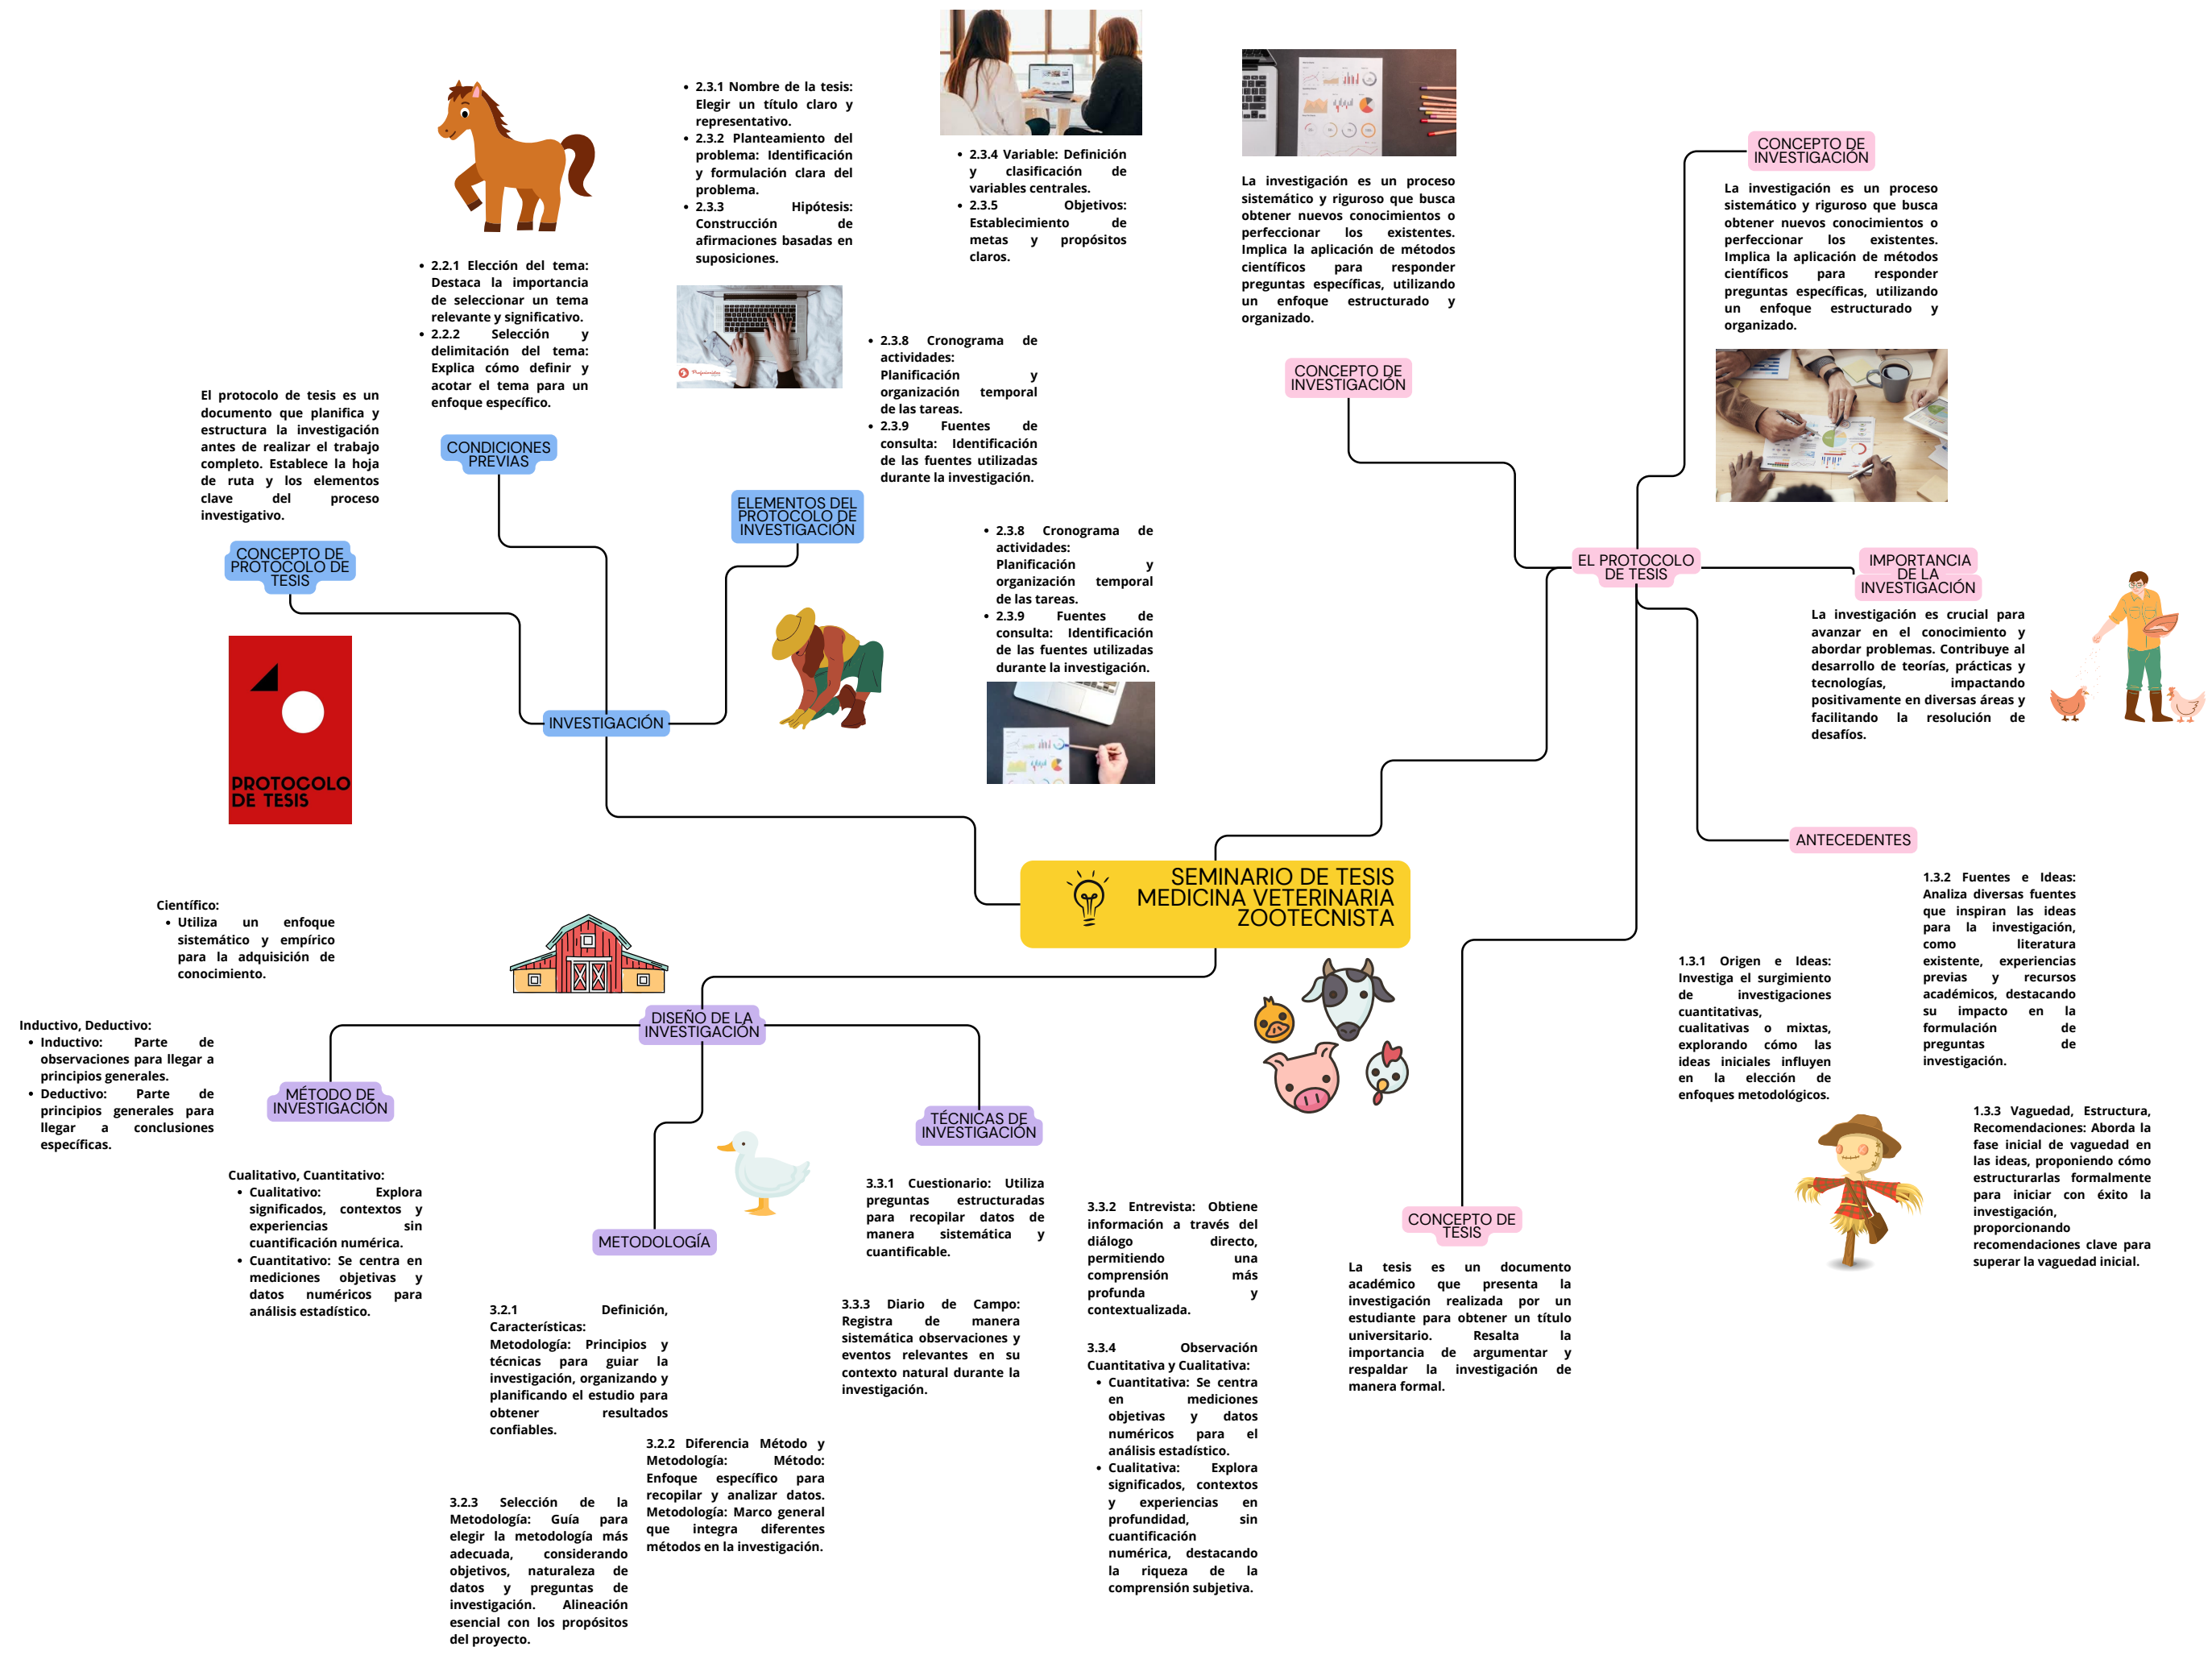 2.3.1 Nombre de la tesis:
Elegir un título claro y
representativo.
2.3.2 Planteamiento del
problema: Identificación
y formulación clara del
problema.
2.3.3 Hipótesis:
Construcción de
afirmaciones basadas en
suposiciones.
2.3.4 Variable: Definición
y clasificación de
variables centrales.
2.3.5 Objetivos:
Establecimiento de
metas y propósitos
claros.
2.2.1 Elección del tema:
Destaca la importancia
de seleccionar un tema
relevante y significativo.
2.2.2 Selección y
delimitación del tema:
Explica cómo definir y
acotar el tema para un
enfoque específico.
2.3.8 Cronograma de
actividades:
Planificación y
organización temporal
de las tareas.
2.3.9 Fuentes de
consulta: Identificación
de las fuentes utilizadas
durante la investigación.
El protocolo de tesis es un
documento que planifica y
estructura la investigación
antes de realizar el trabajo
completo. Establece la hoja
de ruta y los elementos
clave del proceso
investigativo.
CONDICIONES
PREVIAS
ELEMENTOS DEL
PROTOCOLO DE
INVESTIGACIÓN
CONCEPTO DE
PROTOCOLO DE
TESIS
2.3.8 Cronograma de
actividades:
Planificación y
organización temporal
de las tareas.
2.3.9 Fuentes de
consulta: Identificación
de las fuentes utilizadas
durante la investigación.
INVESTIGACIÓN
PROTOCOLO
DE TESIS
La investigación es un proceso
sistemático y riguroso que busca
obtener nuevos conocimientos o
perfeccionar los existentes.
Implica la aplicación de métodos
científicos para responder
preguntas específicas, utilizando
un enfoque estructurado y
organizado.
CONCEPTO DE
INVESTIGACIÓN
CONCEPTO DE
INVESTIGACIÓN
La investigación es un proceso
sistemático y riguroso que busca
obtener nuevos conocimientos o
perfeccionar los existentes.
Implica la aplicación de métodos
científicos para responder
preguntas específicas, utilizando
un enfoque estructurado y
organizado.
EL PROTOCOLO
DE TESIS
IMPORTANCIA
DE LA
INVESTIGACIÓN
La investigación es crucial para
avanzar en el conocimiento y
abordar problemas. Contribuye al
desarrollo de teorías, prácticas y
tecnologías, impactando
positivamente en diversas áreas y
facilitando la resolución de
desafíos.
ANTECEDENTES
1.3.2 Fuentes e Ideas:
Analiza diversas fuentes
que inspiran las ideas
para la investigación,
como literatura
existente, experiencias
previas y recursos
académicos, destacando
su impacto en la
formulación de
preguntas de
investigación.
1.3.1 Origen e Ideas:
Investiga el surgimiento
de investigaciones
cuantitativas,
cualitativas o mixtas,
explorando cómo las
ideas iniciales influyen
en la elección de
enfoques metodológicos.
1.3.3 Vaguedad, Estructura,
Recomendaciones: Aborda la
fase inicial de vaguedad en
las ideas, proponiendo cómo
estructurarlas formalmente
para iniciar con éxito la
investigación,
proporcionando
recomendaciones clave para
superar la vaguedad inicial.
SEMINARIO DE TESIS
MEDICINA VETERINARIA
ZOOTECNISTA
CONCEPTO DE
TESIS
La tesis es un documento
académico que presenta la
investigación realizada por un
estudiante para obtener un título
universitario. Resalta la
importancia de argumentar y
respaldar la investigación de
manera formal.
Científico:
Utiliza un enfoque
sistemático y empírico
para la adquisición de
conocimiento.
DISEÑO DE LA
INVESTIGACIÓN
Inductivo, Deductivo:
Inductivo: Parte de
observaciones para llegar a
principios generales.
Deductivo: Parte de
principios generales para
llegar a conclusiones
específicas.
MÉTODO DE
INVESTIGACIÓN
Cualitativo, Cuantitativo:
Cualitativo: Explora
significados, contextos y
experiencias sin
cuantificación numérica.
Cuantitativo: Se centra en
mediciones objetivas y
datos numéricos para
análisis estadístico.
METODOLOGÍA
3.2.1 Definición,
Características:
Metodología: Principios y
técnicas para guiar la
investigación, organizando y
planificando el estudio para
obtener resultados
confiables.
3.2.2 Diferencia Método y
Metodología: Método:
Enfoque específico para
recopilar y analizar datos.
Metodología: Marco general
que integra diferentes
métodos en la investigación.
3.2.3 Selección de la
Metodología: Guía para
elegir la metodología más
adecuada, considerando
objetivos, naturaleza de
datos y preguntas de
investigación. Alineación
esencial con los propósitos
del proyecto.
TÉCNICAS DE
INVESTIGACIÓN
3.3.1 Cuestionario: Utiliza
preguntas estructuradas
para recopilar datos de
manera sistemática y
cuantificable.
3.3.2 Entrevista: Obtiene
información a través del
diálogo directo,
permitiendo una
comprensión más
profunda y
contextualizada.
3.3.3 Diario de Campo:
Registra de manera
sistemática observaciones y
eventos relevantes en su
contexto natural durante la
investigación.
3.3.4 Observación
Cuantitativa y Cualitativa:
Cuantitativa: Se centra
en mediciones
objetivas y datos
numéricos para el
análisis estadístico.
Cualitativa: Explora
significados, contextos
y experiencias en
profundidad, sin
cuantificación
numérica, destacando
la riqueza de la
comprensión subjetiva.